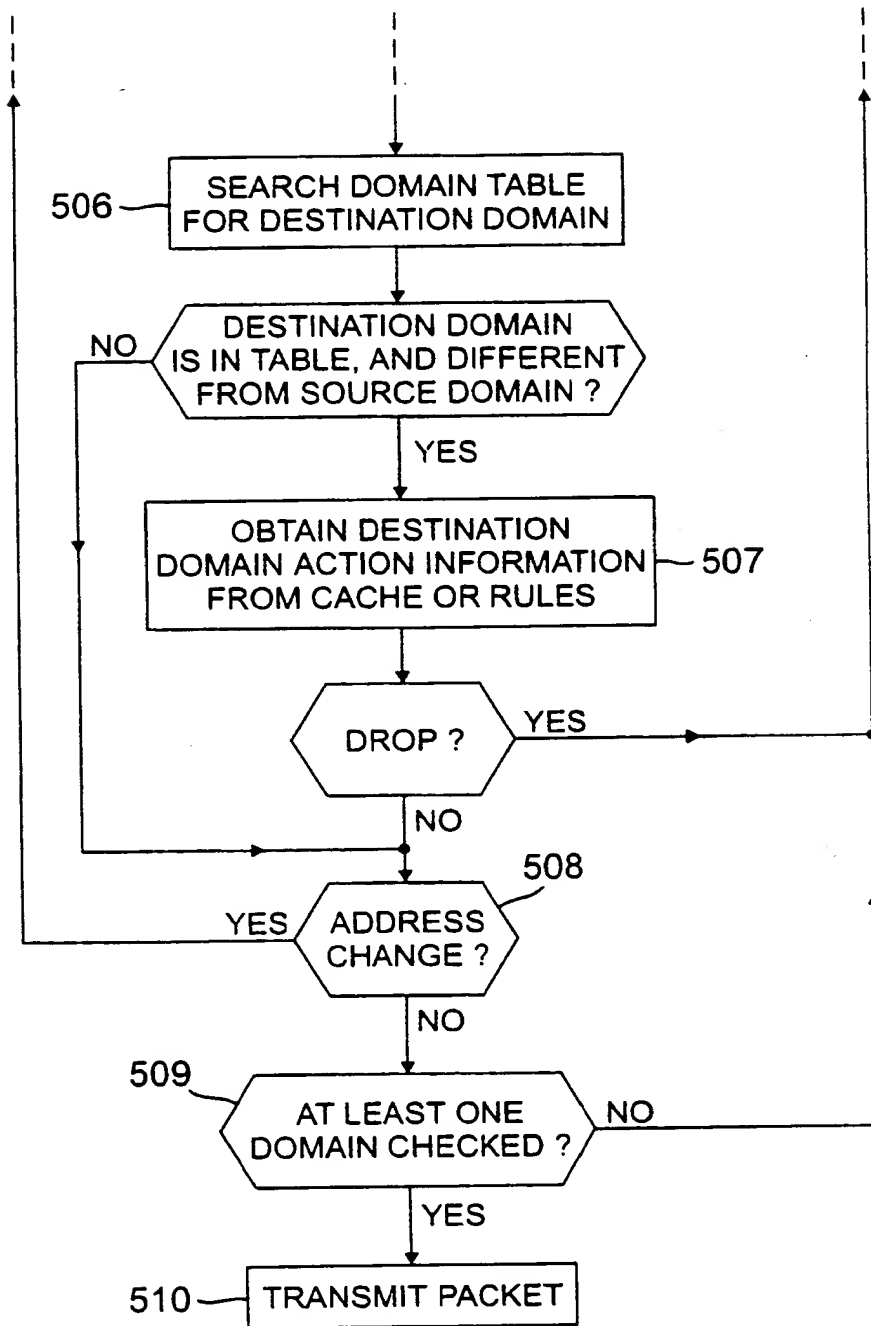 506
SEARCH DOMAIN TABLE
FOR DESTINATION DOMAIN
NO
DESTINATION DOMAIN
IS IN TABLE, AND DIFFERENT
FROM SOURCE DOMAIN ?
YES
OBTAIN DESTINATION
DOMAIN ACTION INFORMATION
FROM CACHE OR RULES
507
DROP ?
YES
NO
508
YES
ADDRESS
CHANGE ?
NO
509
AT LEAST ONE
DOMAIN CHECKED ?
NO
YES
510
TRANSMIT PACKET